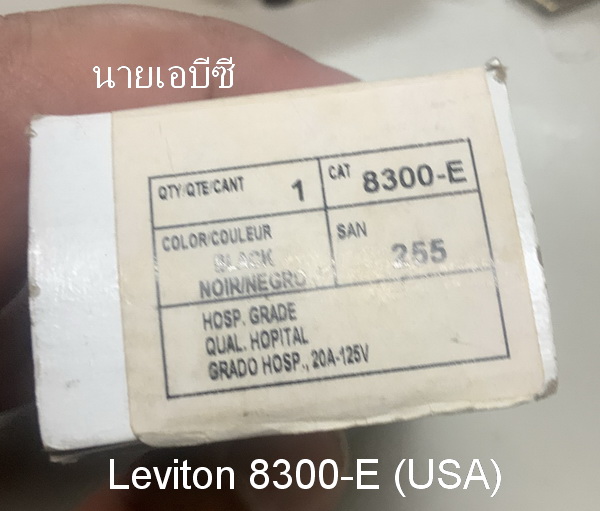 นายเอบีซี
QTY/QTE/CANT 1 CAT 8300-E
COLOR/COULEUR SAN
BLACK 255
NOIR/NEGRO
HOSP. GRADE
QUAL. HOPITAL
GRADO HOSP., 20A-125V
Leviton 8300-E (USA)